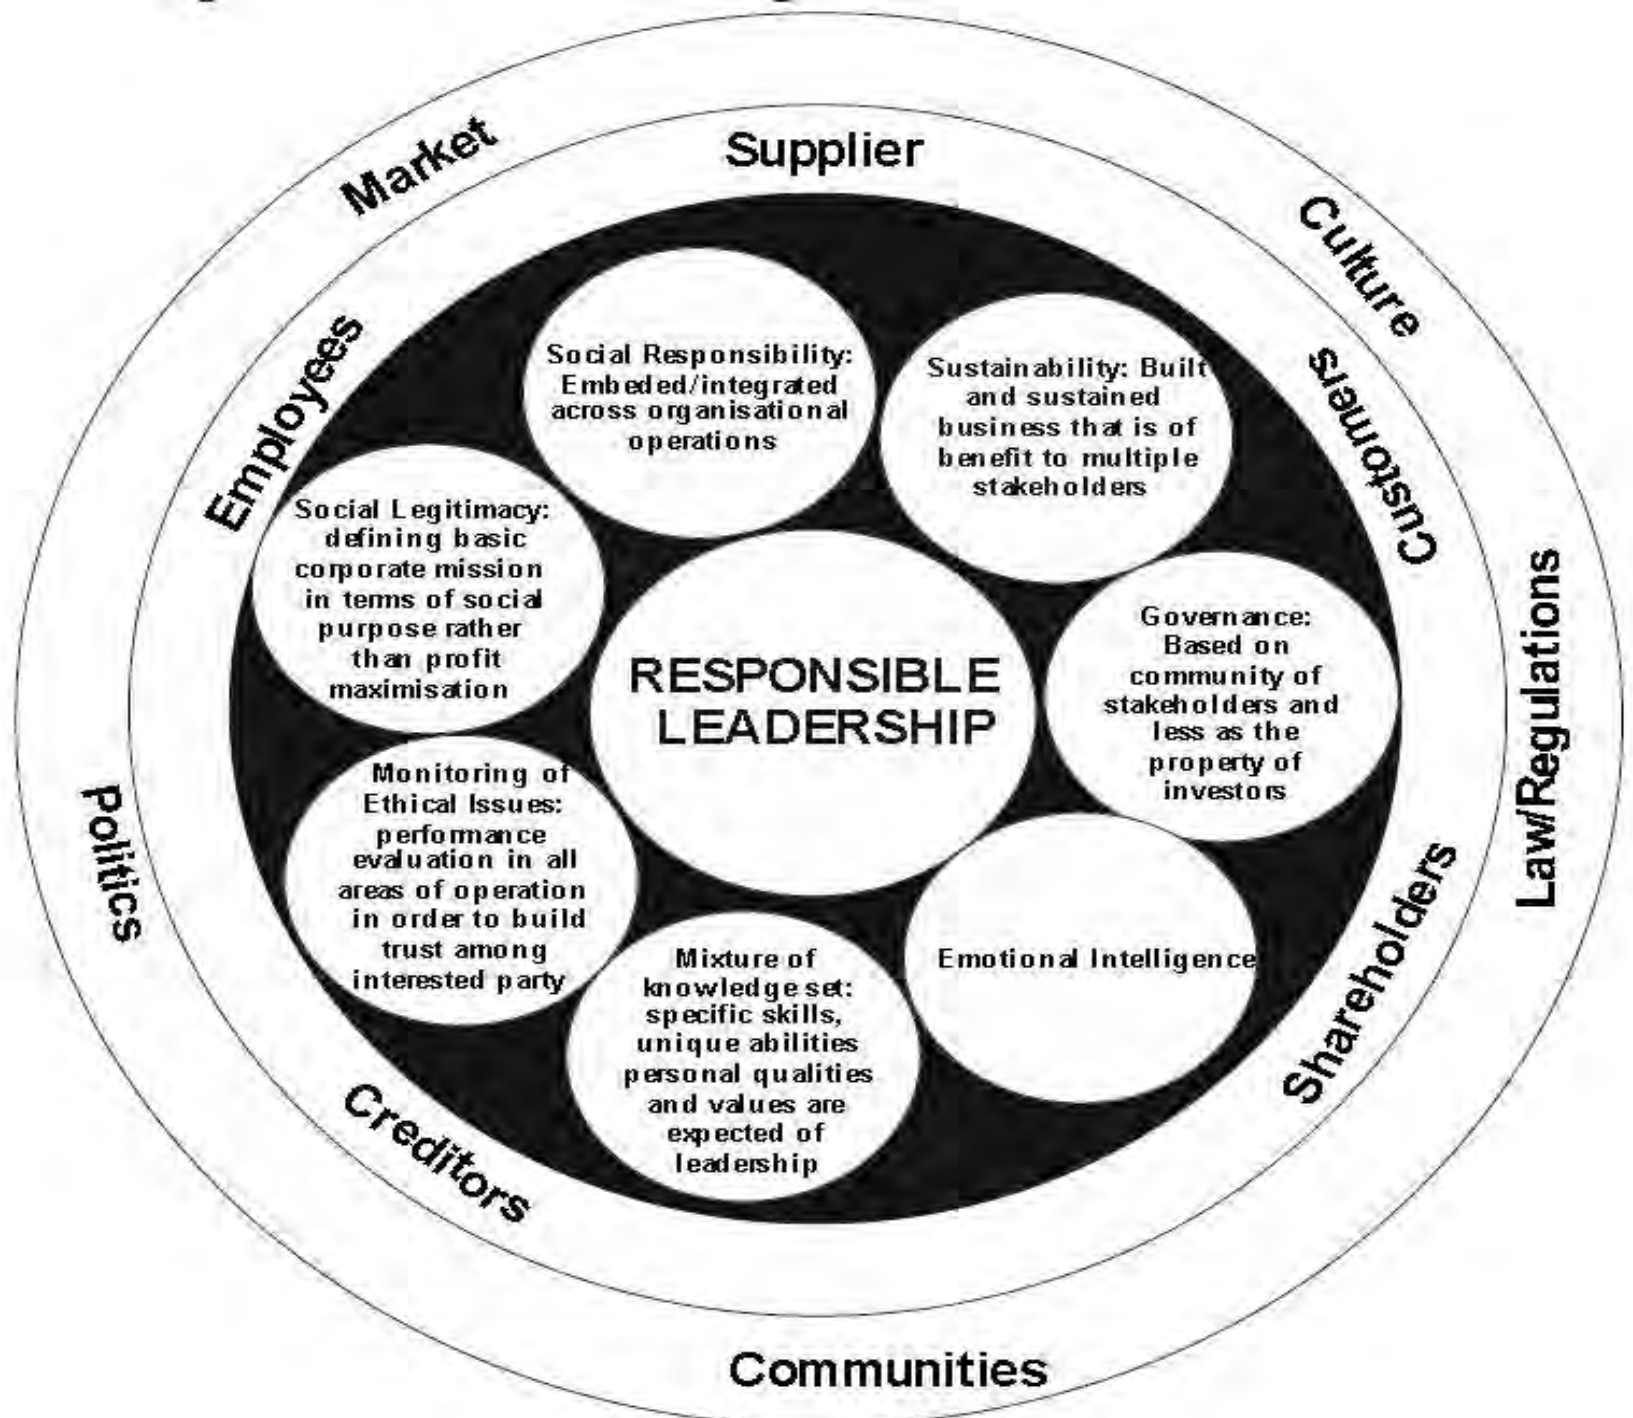 Market
Supplier
Culture
Employees
Customers
Social Responsibility:
Embeded/integrated
across organisational
operations
Sustainability: Built
and sustained
business that is of
benefit to multiple
stakeholders
Social Legitimacy:
defining basic
corporate mission
in terms of social
purpose rather
than profit
maximisation
RESPONSIBLE
LEADERSHIP
Governance:
Based on
community of
stakeholders and
less as the
property of
investors
Law/Regulations
Politics
Monitoring of
Ethical Issues:
performance
evaluation in all
areas of operation
in order to build
trust among
interested party
Mixture of
knowledge set:
specific skills,
unique abilities
personal qualities
and values are
expected of
leadership
Emotional Intelligence
Shareholders
Creditors
Communities